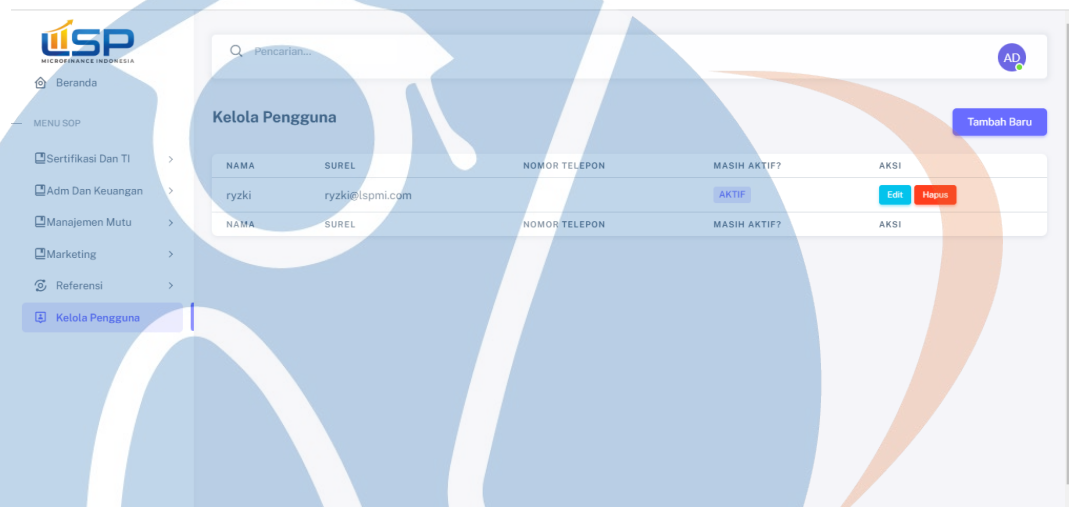 LSP
MICROFINANCE INDONESIA
Beranda
MENU SOP
Sertifikasi Dan TI
Adm Dan Keuangan
Manajemen Mutu
Marketing
Referensi
Kelola Pengguna
Pencarian...
AD
Kelola Pengguna
Tambah Baru
NAMA SUREL NOMOR TELEPON MASIH AKTIF? AKSI
ryzki ryzki@lspmi.com AKTIF Edit Hapus
NAMA SUREL NOMOR TELEPON MASIH AKTIF? AKSI